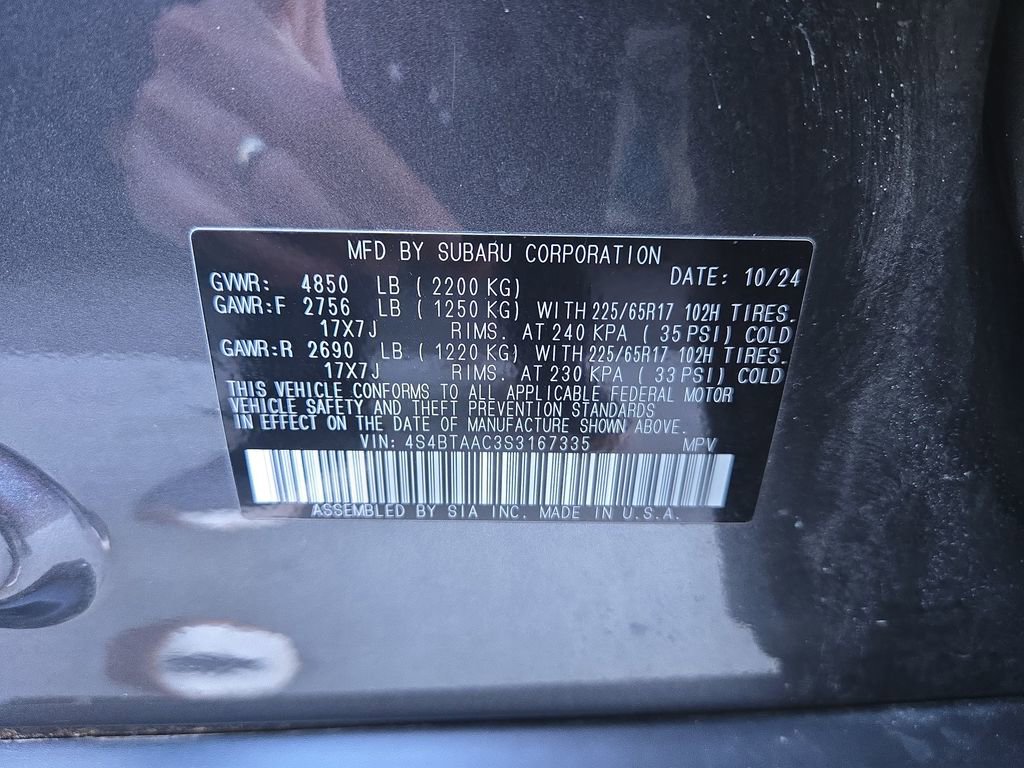 MFD BY SUBARU CORPORATION
DATE: 10/24
GVWR: 4850 LB ( 2200 KG)
GAWR:F 2756 LB ( 1250 KG) WITH 225/65R17 102H TIRES.
17X7J RIMS. AT 240 KPA ( 35 PSI) COLD
GAWR:R 2690 LB ( 1220 KG) WITH 225/65R17 102H TIRES.
17X7J RIMS. AT 230 KPA ( 33 PSI) COLD
THIS VEHICLE CONFORMS TO ALL APPLICABLE FEDERAL MOTOR
VEHICLE SAFETY AND THEFT PREVENTION STANDARDS
IN EFFECT ON THE DATE OF MANUFACTURE SHOWN ABOVE.
VIN: 4S4BTAAC3S3167335 MPV
ASSEMBLED BY SIA INC. MADE IN U.S.A.